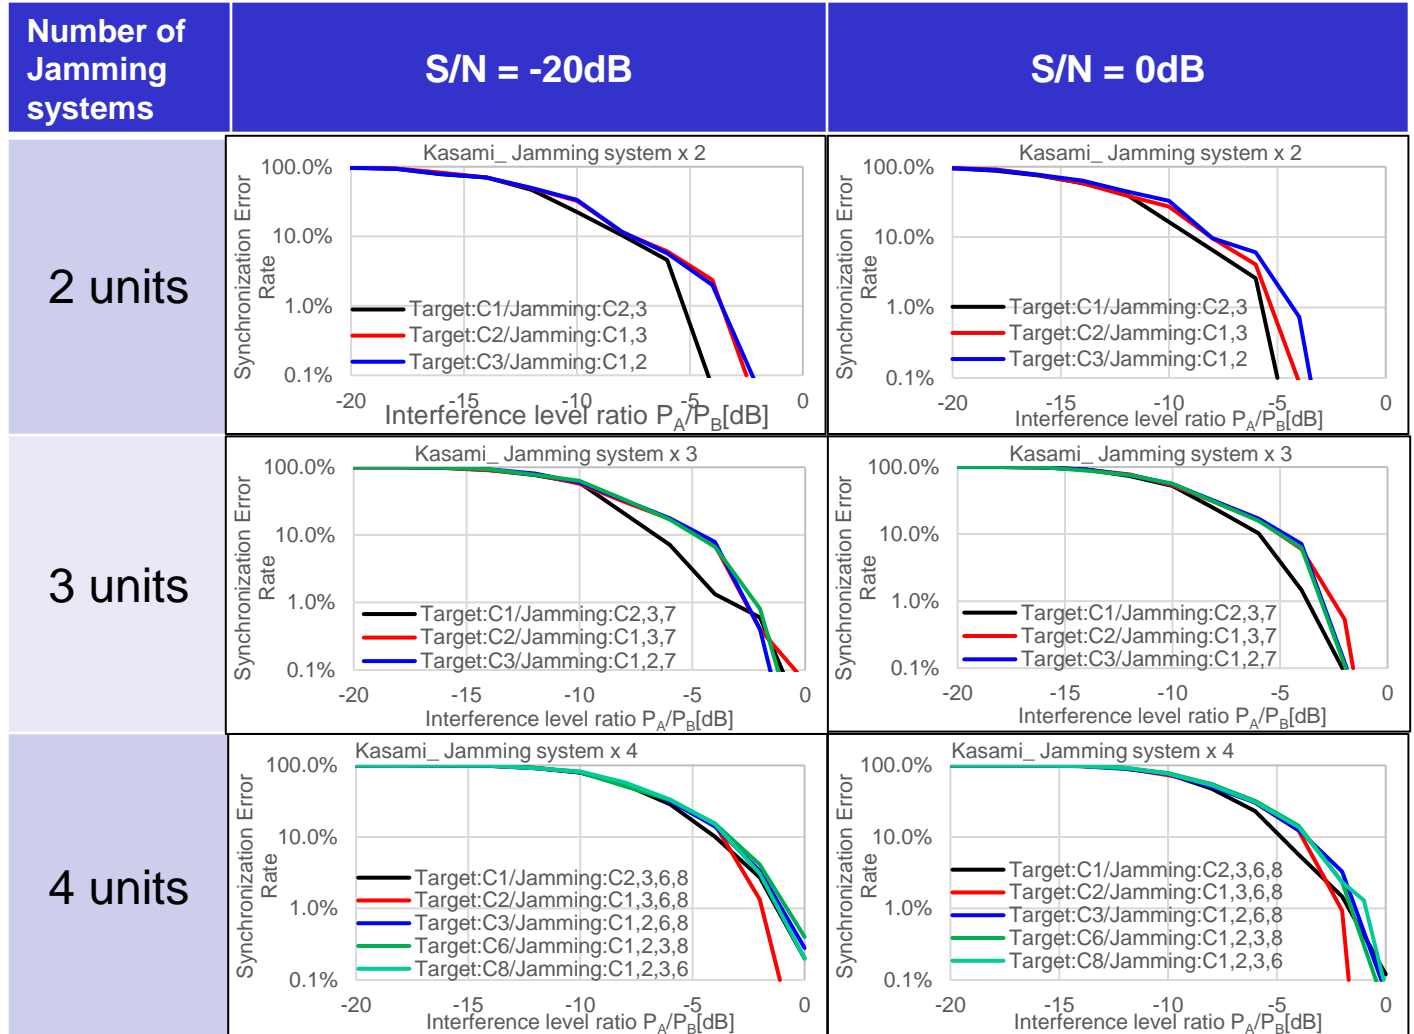 Number of
Jamming
systems
S/N = -20dB
S/N = 0dB
2 units
Kasami_ Jamming system x 2
Synchronization Error
Rate
100.0%
10.0%
1.0%
0.1%
Target:C1/Jamming:C2,3
Target:C2/Jamming:C1,3
Target:C3/Jamming:C1,2
-20 -15 -10 -5 0
Interference level ratio P_A/P_B[dB]
Kasami_ Jamming system x 2
Synchronization Error
Rate
100.0%
10.0%
1.0%
0.1%
Target:C1/Jamming:C2,3
Target:C2/Jamming:C1,3
Target:C3/Jamming:C1,2
-20 -15 -10 -5 0
Interference level ratio P_A/P_B[dB]
3 units
Kasami_ Jamming system x 3
Synchronization Error
Rate
100.0%
10.0%
1.0%
0.1%
Target:C1/Jamming:C2,3,7
Target:C2/Jamming:C1,3,7
Target:C3/Jamming:C1,2,7
-20 -15 -10 -5 0
Interference level ratio P_A/P_B[dB]
Kasami_ Jamming system x 3
Synchronization Error
Rate
100.0%
10.0%
1.0%
0.1%
Target:C1/Jamming:C2,3,7
Target:C2/Jamming:C1,3,7
Target:C3/Jamming:C1,2,7
-20 -15 -10 -5 0
Interference level ratio P_A/P_B[dB]
4 units
Kasami_ Jamming system x 4
Synchronization Error
Rate
100.0%
10.0%
1.0%
0.1%
Target:C1/Jamming:C2,3,6,8
Target:C2/Jamming:C1,3,6,8
Target:C3/Jamming:C1,2,6,8
Target:C6/Jamming:C1,2,3,8
Target:C8/Jamming:C1,2,3,6
-20 -15 -10 -5 0
Interference level ratio P_A/P_B[dB]
Kasami_ Jamming system x 4
Synchronization Error
Rate
100.0%
10.0%
1.0%
0.1%
Target:C1/Jamming:C2,3,6,8
Target:C2/Jamming:C1,3,6,8
Target:C3/Jamming:C1,2,6,8
Target:C6/Jamming:C1,2,3,8
Target:C8/Jamming:C1,2,3,6
-20 -15 -10 -5 0
Interference level ratio P_A/P_B[dB]